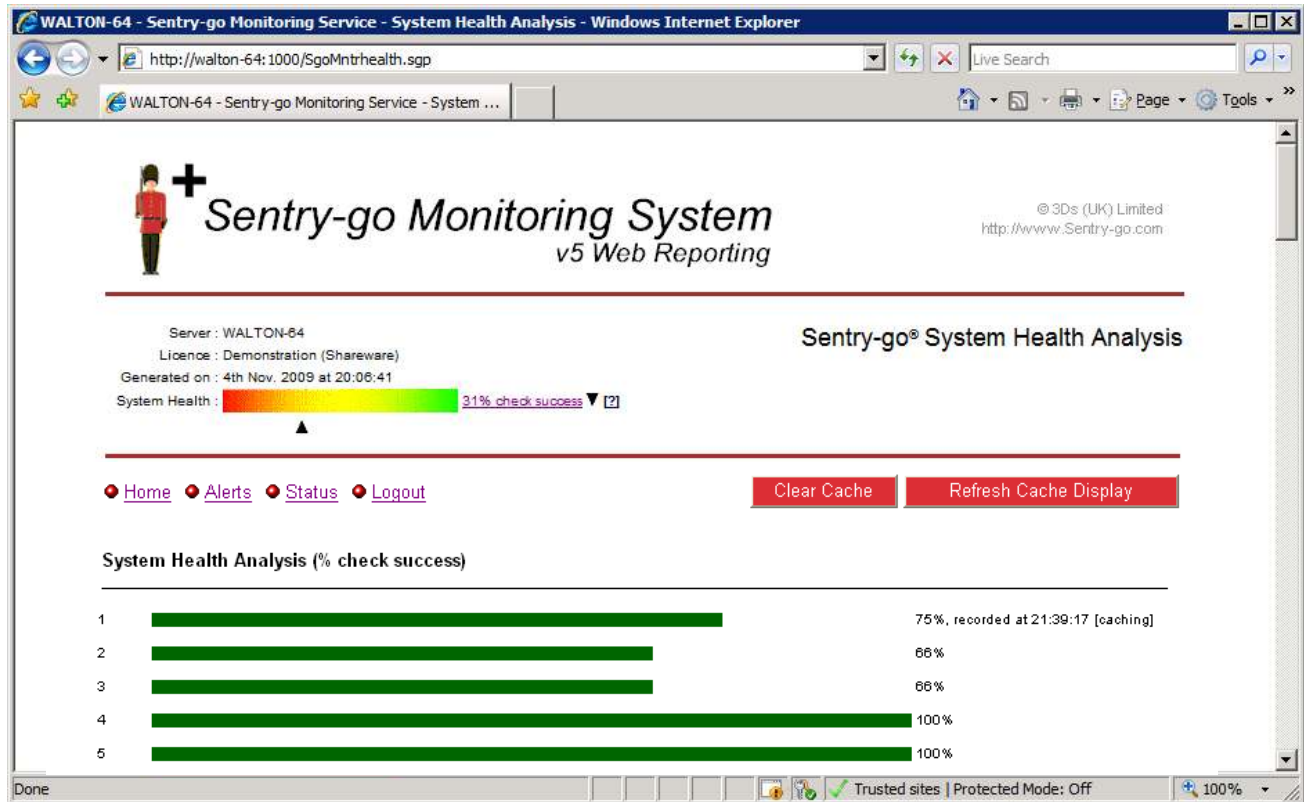 WALTON-64 - Sentry-go Monitoring Service - System Health Analysis - Windows Internet Explorer
http://walton-64:1000/SgoMntrhealth.sgp
Live Search
WALTON-64 - Sentry-go Monitoring Service - System ...
Page
Tools
»
+
Sentry-go Monitoring System
v5 Web Reporting
© 3Ds (UK) Limited
http://www.Sentry-go.com
Server : WALTON-64
Licence : Demonstration (Shareware)
Generated on : 4th Nov. 2009 at 20:06:41
System Health : 31% check success ▼ [?]
▲
Sentry-go® System Health Analysis
Home Alerts Status Logout
Clear Cache Refresh Cache Display
System Health Analysis (% check success)
1 75%, recorded at 21:39:17 [caching]
2 66%
3 66%
4 100%
5 100%
Done
Trusted sites | Protected Mode: Off
100%